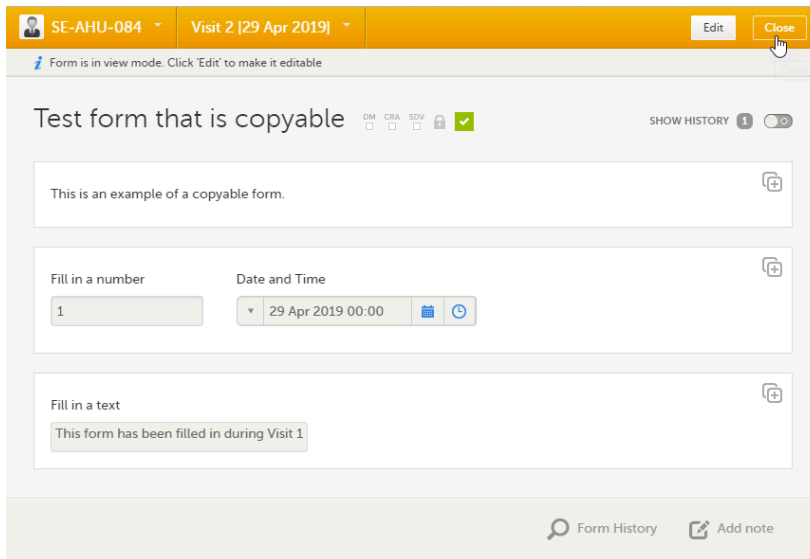 SE-AHU-084 Visit 2 [29 Apr 2019] Edit Close
i Form is in view mode. Click 'Edit' to make it editable
Close
Test form that is copyable DM CRA SDV SHOW HISTORY 1
This is an example of a copyable form.
Fill in a number Date and Time
1 29 Apr 2019 00:00
Fill in a text
This form has been filled in during Visit 1
Form History Add note